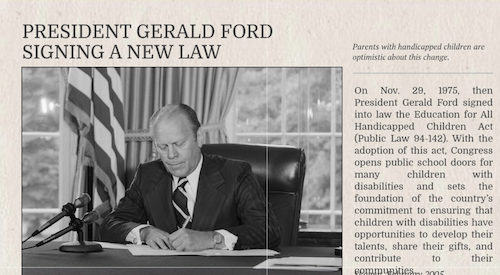 PRESIDENT GERALD FORD
SIGNING A NEW LAW
Parents with handicapped children are
optimistic about this change.
On Nov. 29, 1975, then
President Gerald Ford signed
into law the Education for All
Handicapped Children Act
(Public Law 94-142). With the
adoption of this act, Congress
opens public school doors for
many children with
disabilities and sets the
foundation of the country's
commitment to ensuring that
children with disabilities have
opportunities to develop their
talents, share their gifts, and
contribute to their
communities.
February 2005